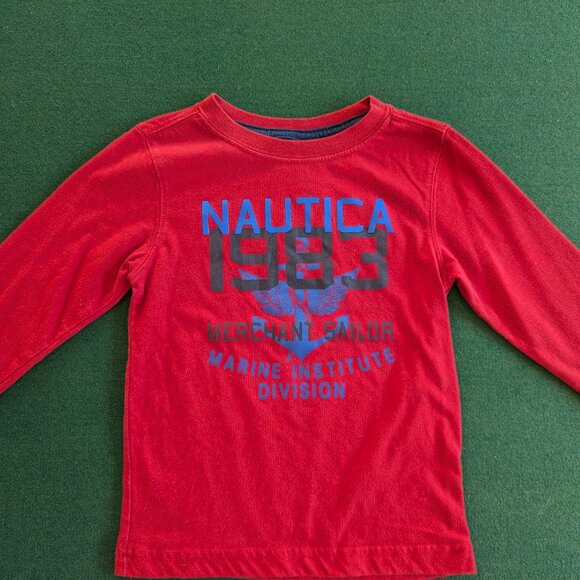 NAUTICA
1983
MERCHANT SAILOR
MARINE INSTITUTE
DIVISION